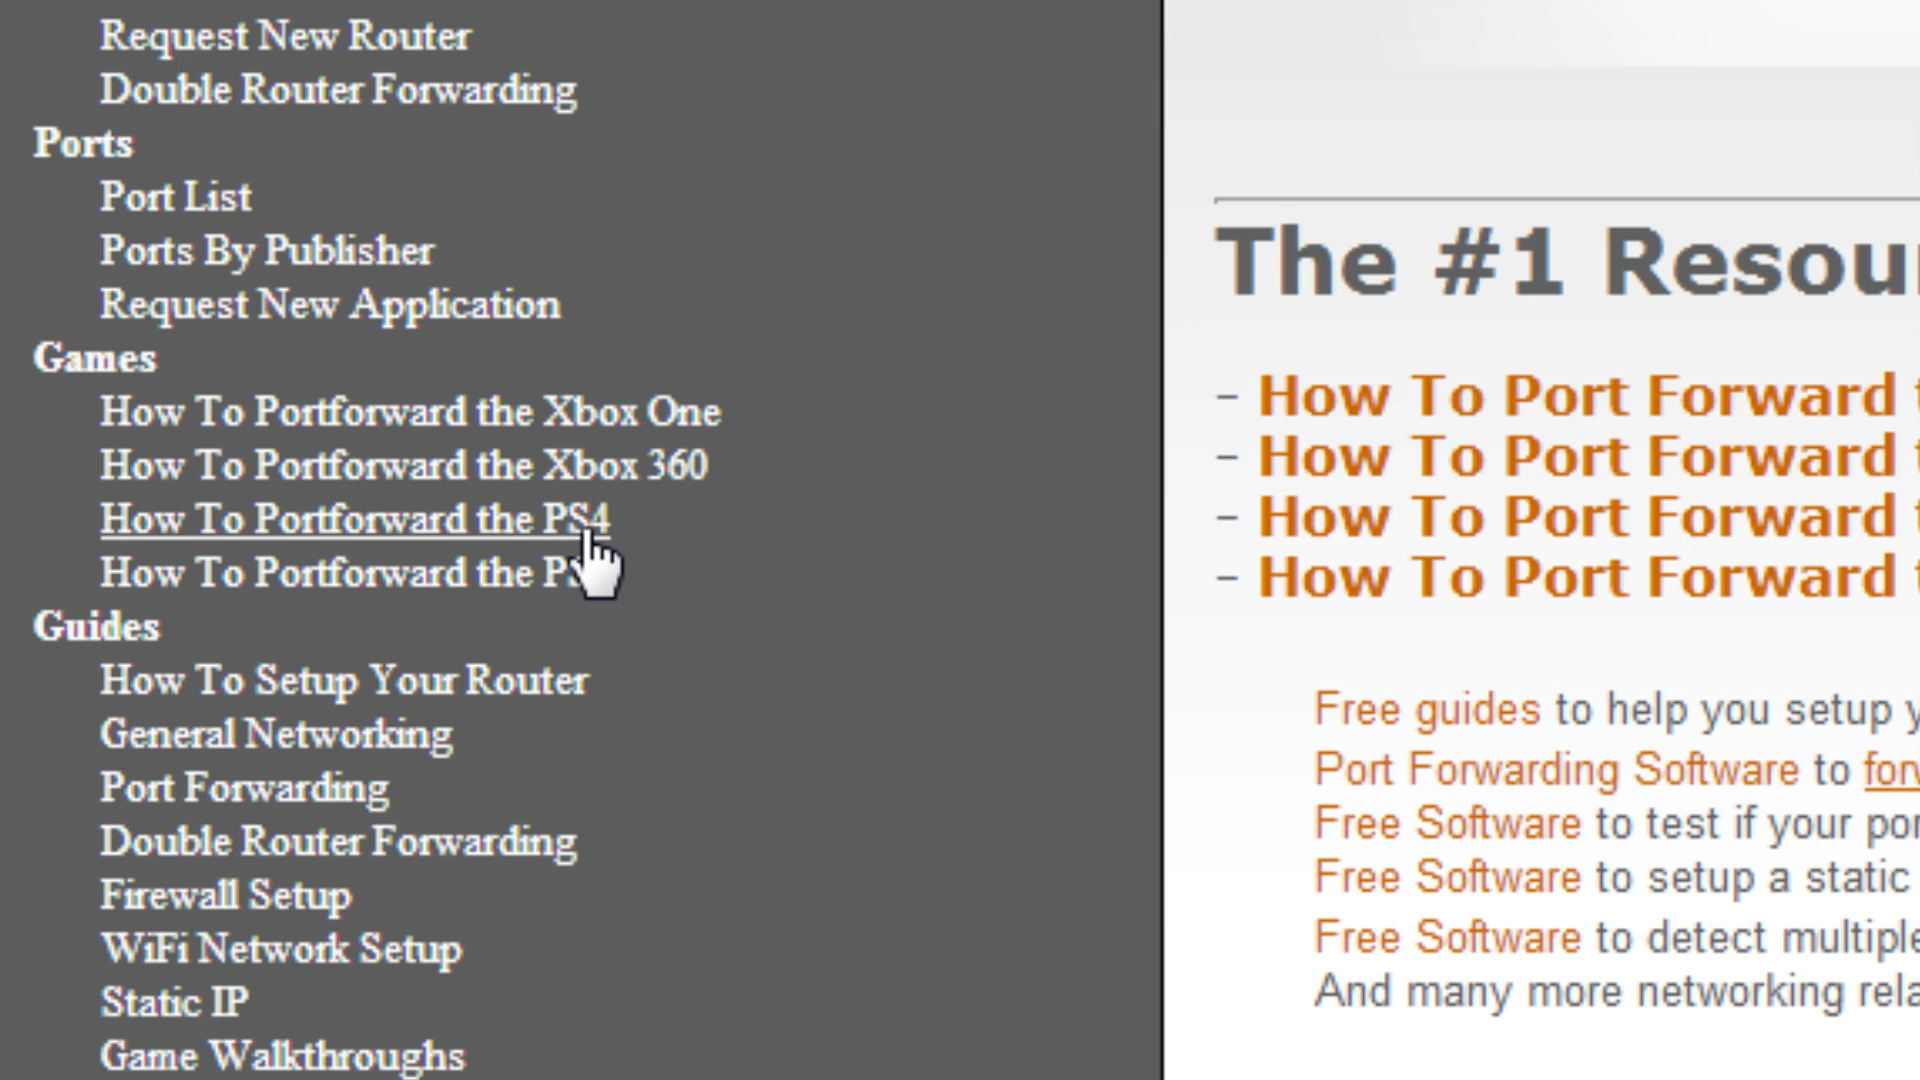 Request New Router
Double Router Forwarding
Ports
Port List
Ports By Publisher
Request New Application
Games
How To Portforward the Xbox One
How To Portforward the Xbox 360
How To Portforward the PS4
How To Portforward the
Guides
How To Setup Your Router
General Networking
Port Forwarding
Double Router Forwarding
Firewall Setup
WiFi Network Setup
Static IP
Game Walkthroughs
The #1
- How To Port Forward
- How To Port Forward
- How To Port Forward
- How To Port Forward
Free guides to help you setup
Port Forwarding Software to
Free Software to test if your
Free Software to setup a static
Free Software to detect
And many more networking